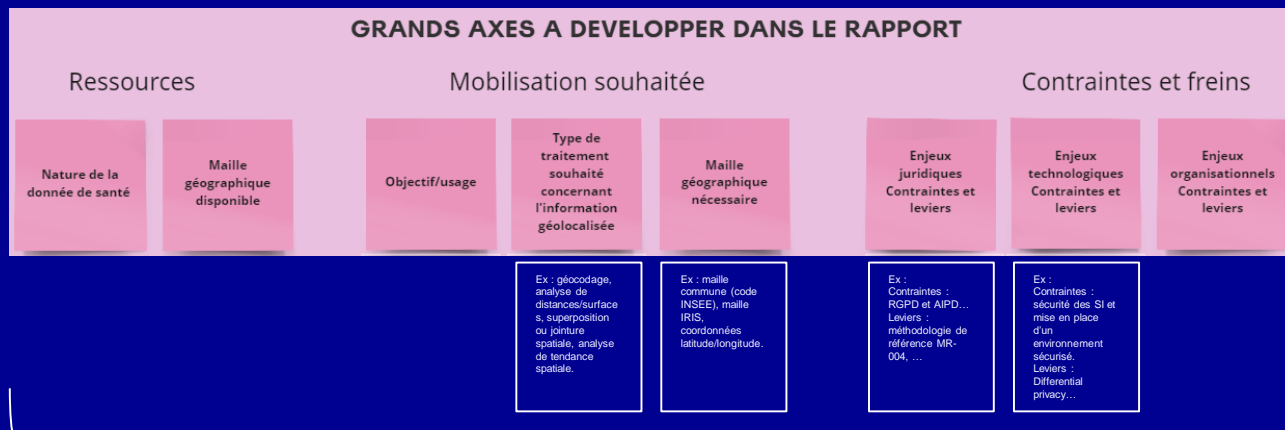 GRANDS AXES A DEVELOPPER DANS LE RAPPORT
Ressources
Mobilisation souhaitée
Contraintes et freins
Nature de la
donnée de santé
Maille
géographique
disponible
Objectif/usage
Type de
traitement
souhaité
concernant
l'information
géolocalisée
Maille
géographique
nécessaire
Enjeux
juridiques
Contraintes et
leviers
Enjeux
technologiques
Contraintes et
leviers
Enjeux
organisationnels
Contraintes et
leviers
Ex : géocodage,
analyse de
distances/surface
s, superposition
ou jointure
spatiale, analyse
de tendance
spatiale.
Ex : maille
commune (code
INSEE), maille
IRIS,
coordonnées
latitude/longitude.
Ex :
Contraintes :
RGPD et AIPD…
Leviers :
méthodologie de
référence MR-
004, …
Ex :
Contraintes :
sécurité des SI et
mise en place
d'un
environnement
sécurisé.
Leviers :
Differential
privacy…